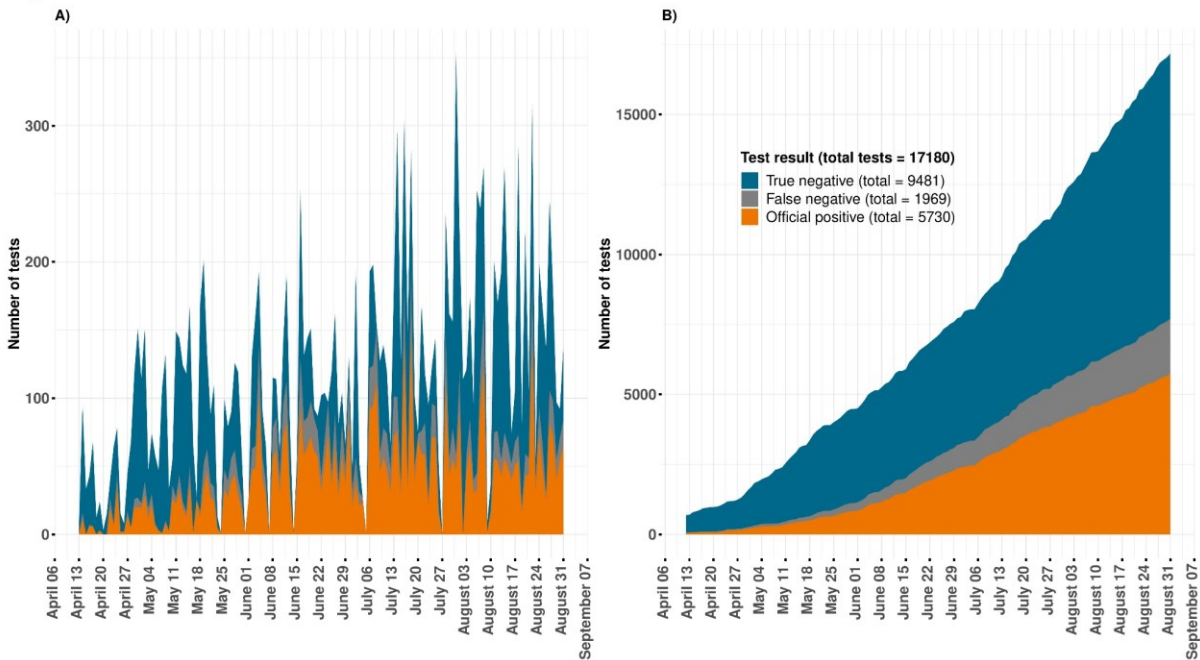 A)
Number of tests
300
200
100
0
April 06
April 13
April 20
April 27
May 04
May 11
May 18
May 25
June 01
June 08
June 15
June 22
June 29
July 06
July 13
July 20
July 27
August 03
August 10
August 17
August 24
August 31
September 07
B)
Number of tests
15000
10000
5000
0
Test result (total tests = 17180)
True negative (total = 9481)
False negative (total = 1969)
Official positive (total = 5730)
April 06
April 13
April 20
April 27
May 04
May 11
May 18
May 25
June 01
June 08
June 15
June 22
June 29
July 06
July 13
July 20
July 27
August 03
August 10
August 17
August 24
August 31
September 07